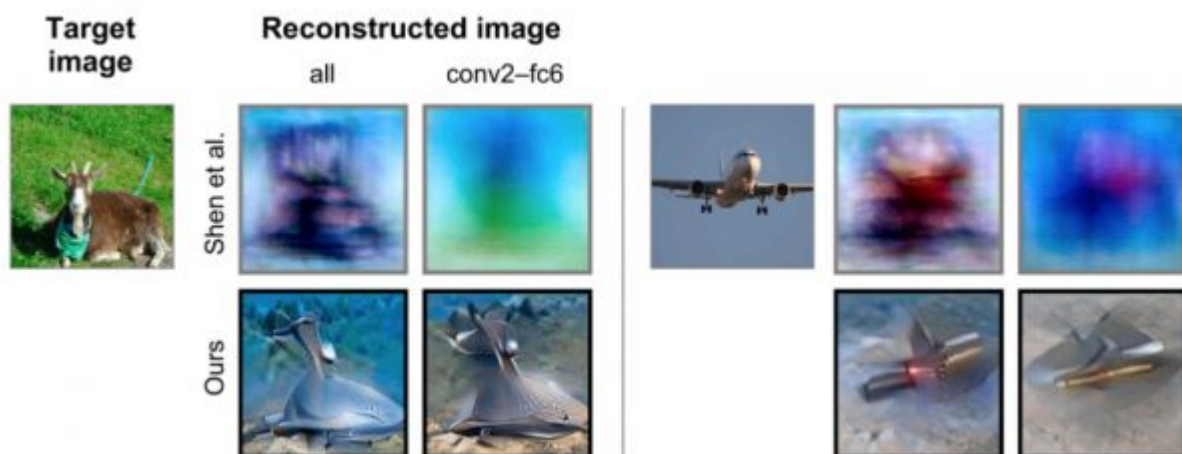 Target
image
Reconstructed image
all
conv2–fc6
Shen et al.
Ours